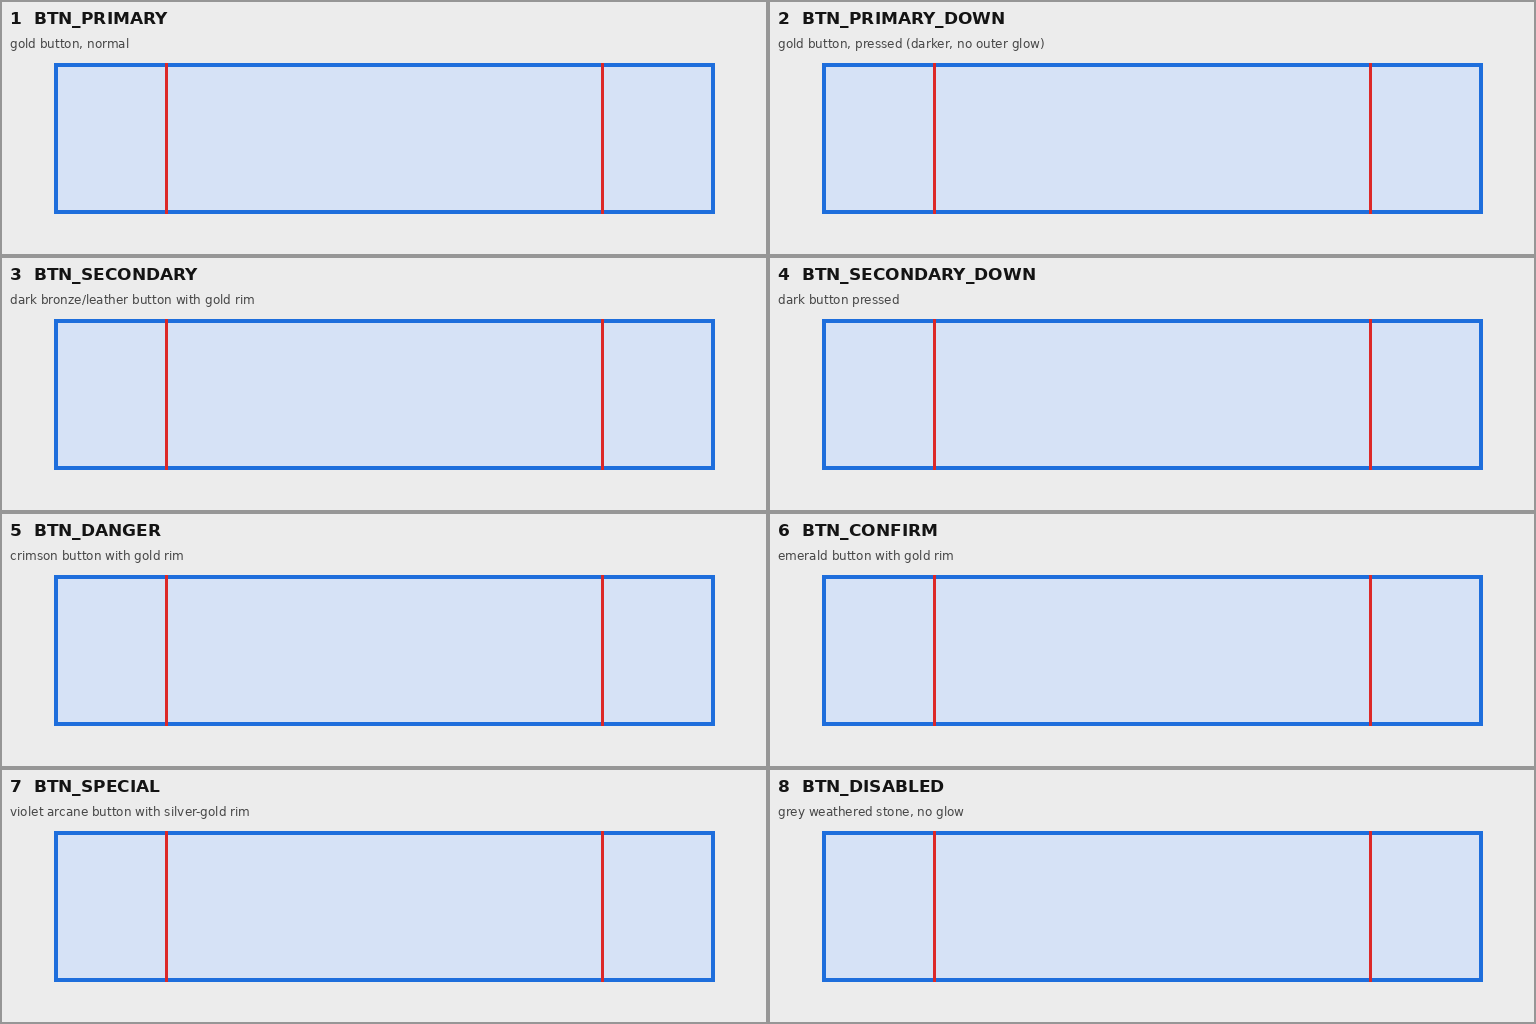 1 BTN_PRIMARY
gold button, normal
2 BTN_PRIMARY_DOWN
gold button, pressed (darker, no outer glow)
3 BTN_SECONDARY
dark bronze/leather button with gold rim
4 BTN_SECONDARY_DOWN
dark button pressed
5 BTN_DANGER
crimson button with gold rim
6 BTN_CONFIRM
emerald button with gold rim
7 BTN_SPECIAL
violet arcane button with silver-gold rim
8 BTN_DISABLED
grey weathered stone, no glow